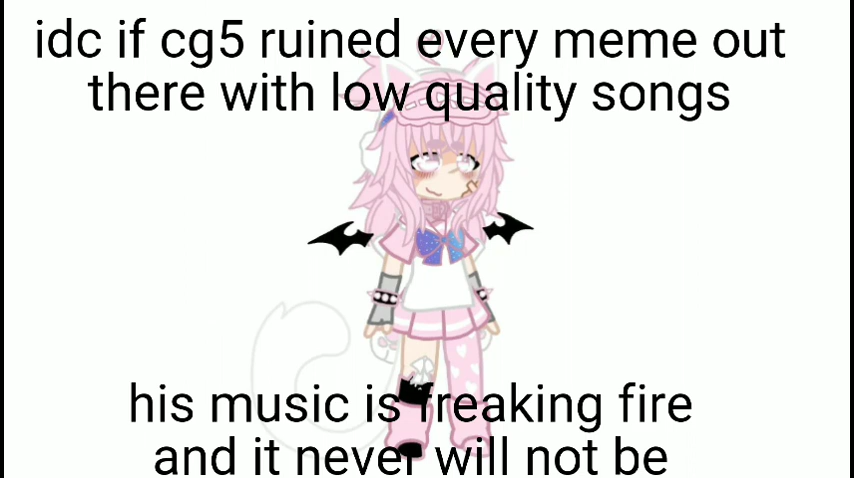 idc if cg5 ruined every meme out
there with low quality songs
his music is freaking fire
and it never will not be